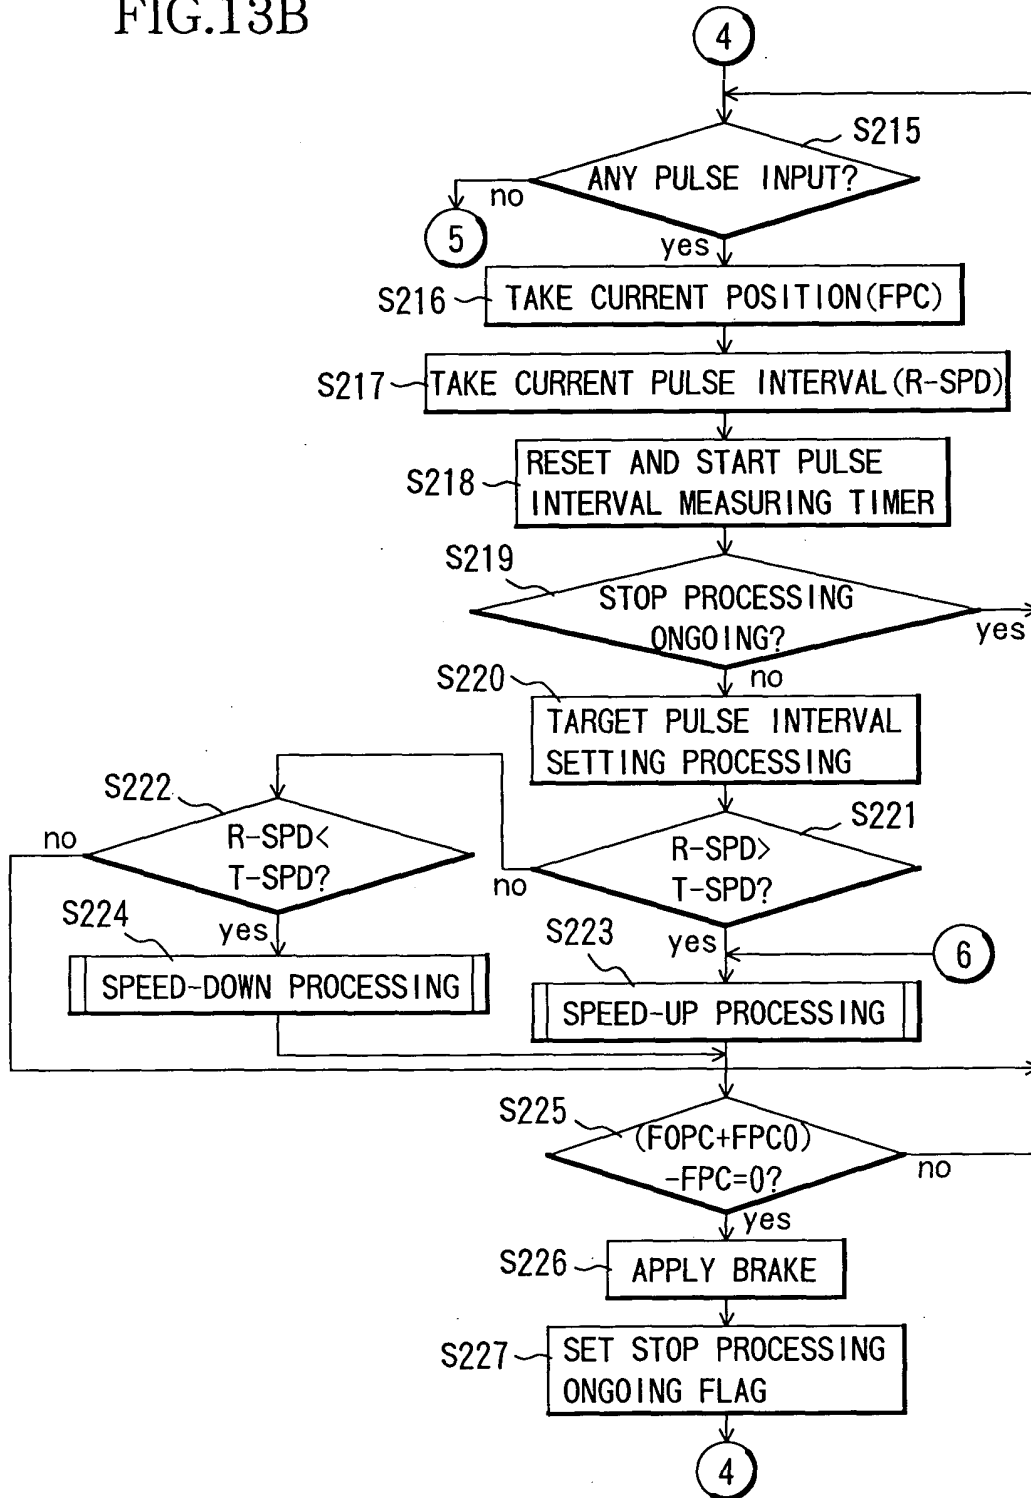 FIG.13B
4
S215
ANY PULSE INPUT?
no
5
yes
S216
TAKE CURRENT POSITION(FPC)
S217
TAKE CURRENT PULSE INTERVAL(R-SPD)
S218
RESET AND START PULSE
INTERVAL MEASURING TIMER
S219
STOP PROCESSING
ONGOING?
yes
no
S220
TARGET PULSE INTERVAL
SETTING PROCESSING
S222
R-SPD<
T-SPD?
no
yes
S221
R-SPD>
T-SPD?
no
yes
S224
SPEED-DOWN PROCESSING
S223
6
SPEED-UP PROCESSING
S225
(FOPC+FPC0)
-FPC=0?
no
yes
S226
APPLY BRAKE
S227
SET STOP PROCESSING
ONGOING FLAG
4